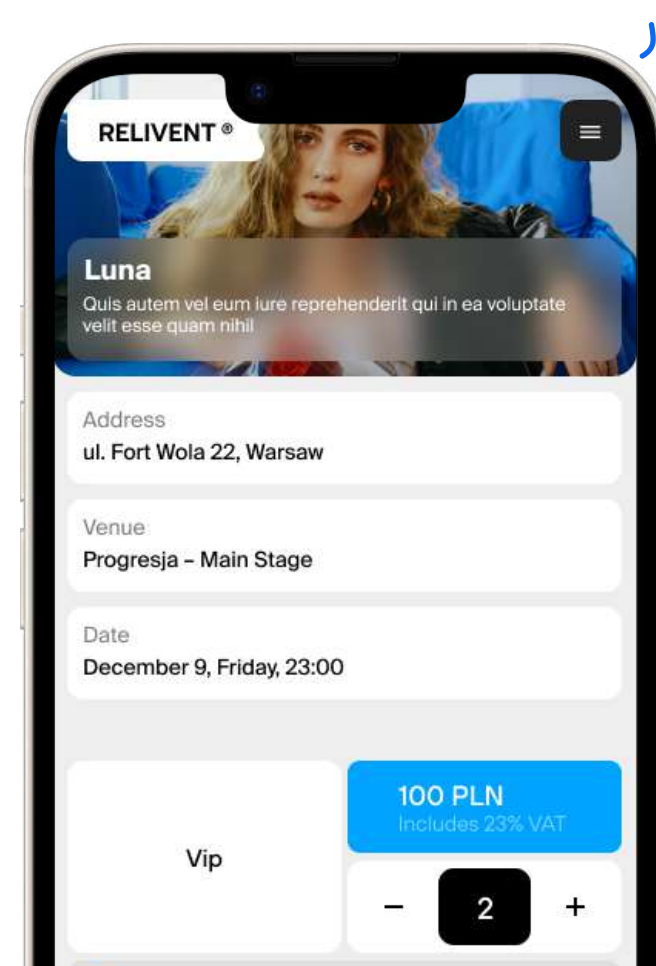 RELIVENT ®
Luna
Quis autem vel eum iure reprehenderit qui in ea voluptate
velit esse quam nihil
Address
ul. Fort Wola 22, Warsaw
Venue
Progresja – Main Stage
Date
December 9, Friday, 23:00
100 PLN
Includes 23% VAT
Vip
− 2 +